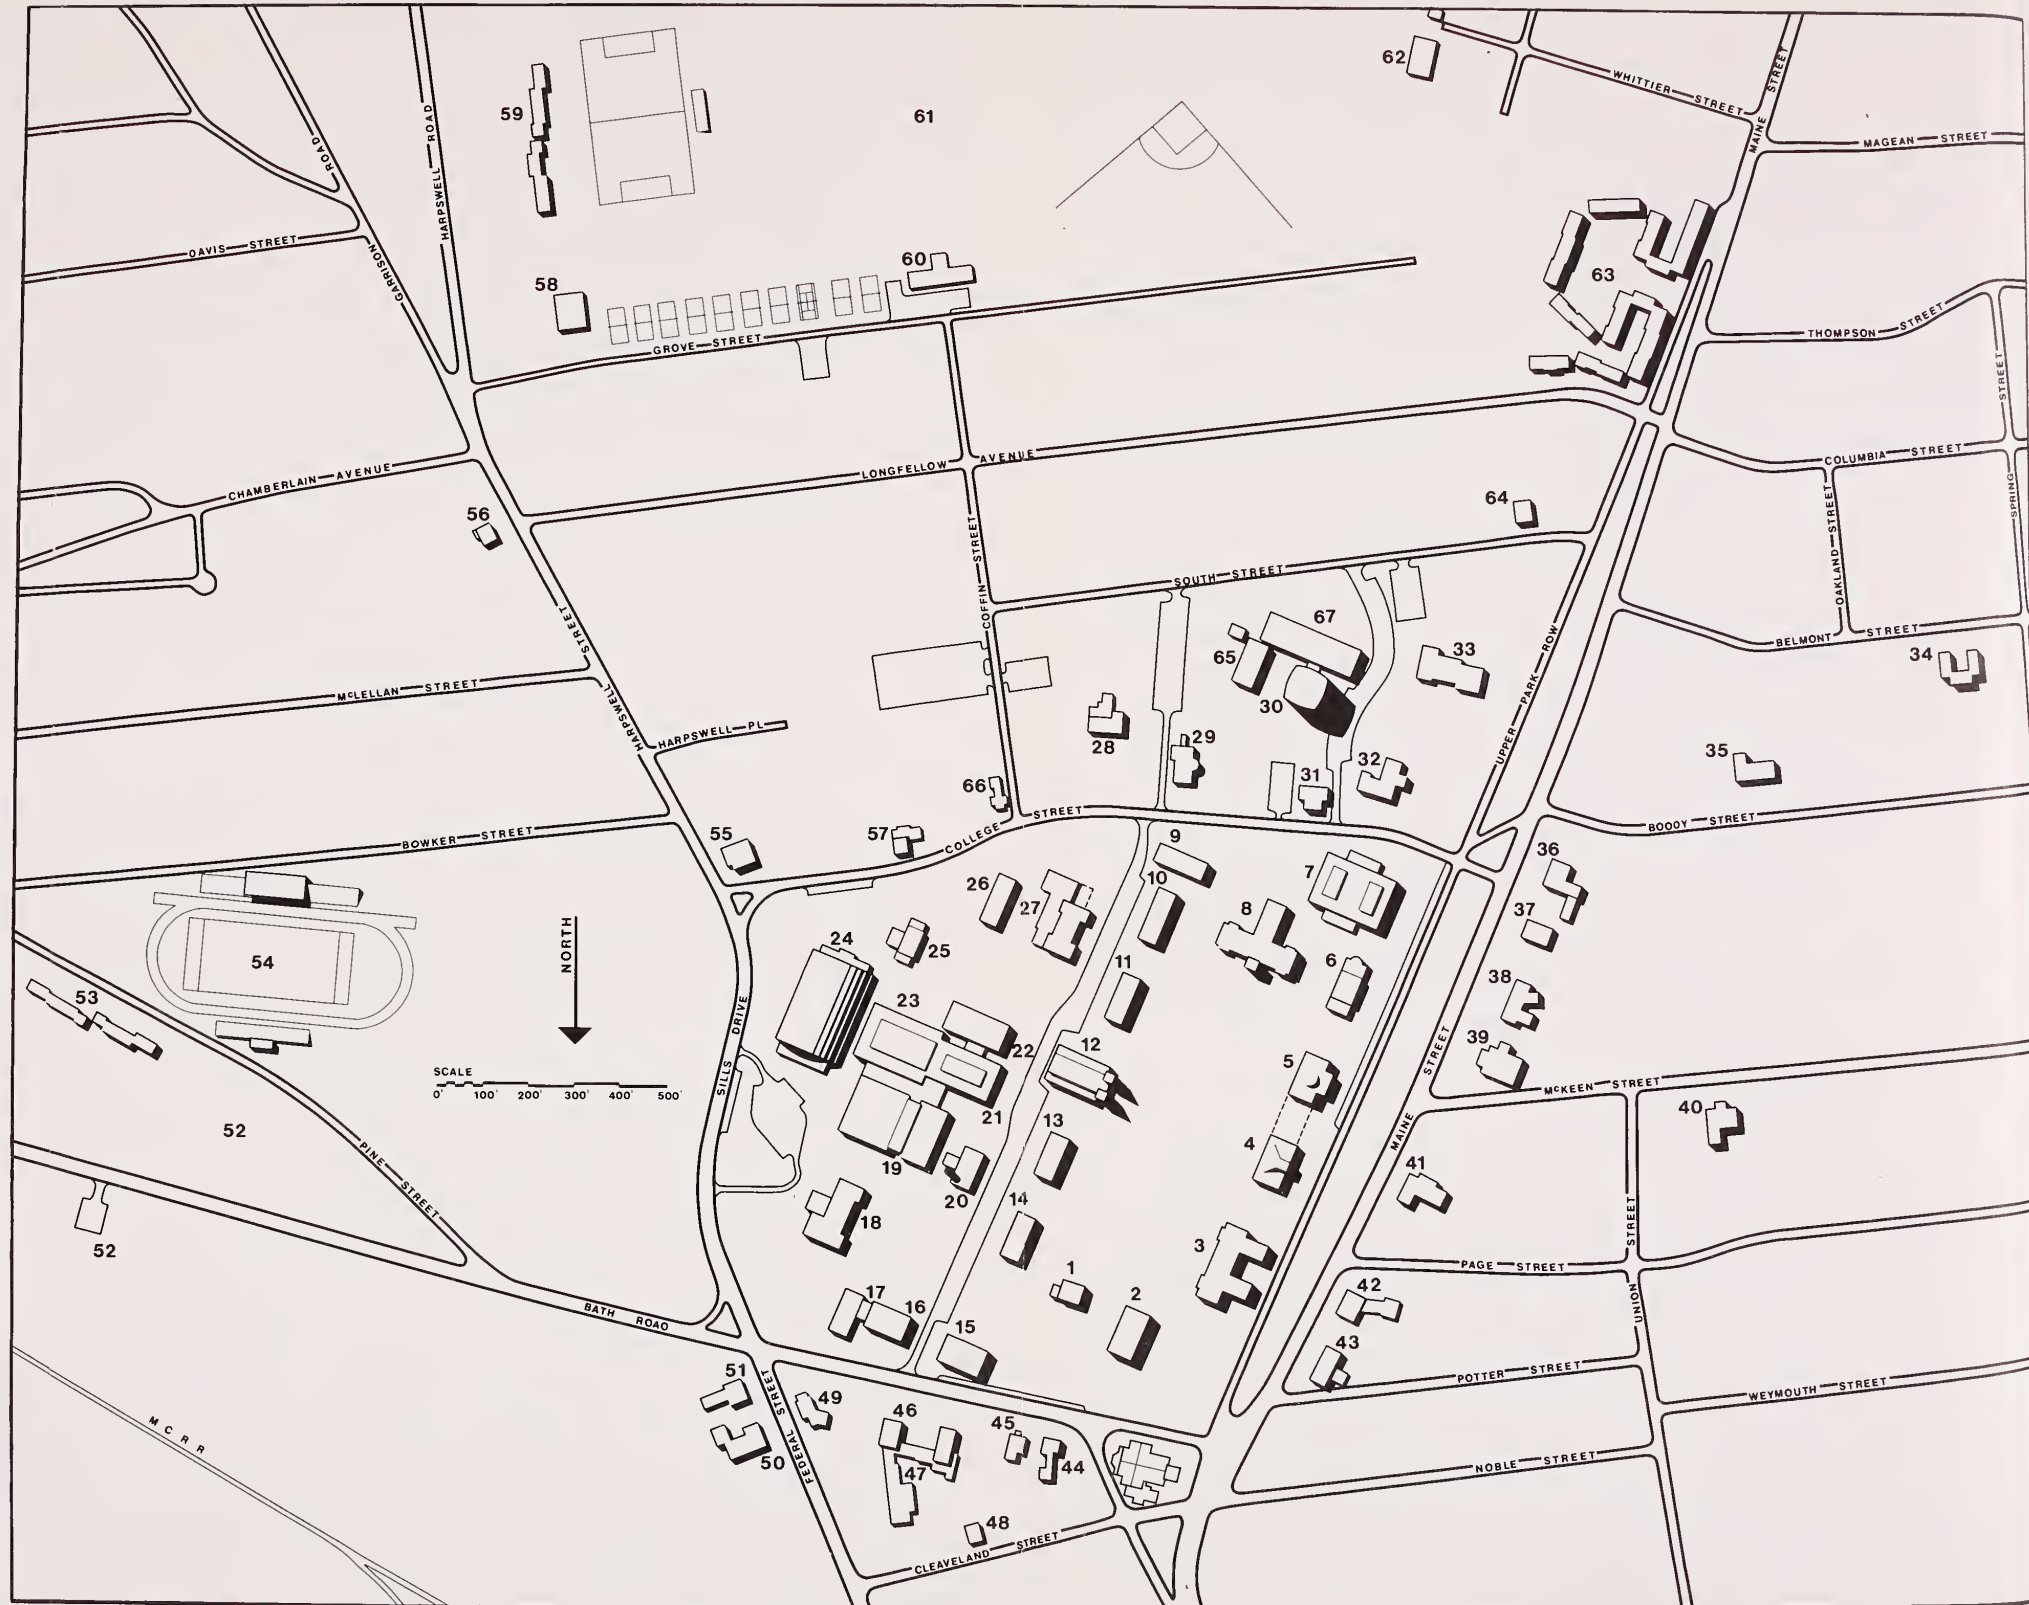 62
WHITTIER STREET
MAINE STREET
59
61
ROAD
HARPSWELL ROAD
MAGEAN STREET
DAVIS STREET
GARRISON
58
60
63
GROVE STREET
THOMPSON STREET
STREET
CHAMBERLAIN AVENUE
LONGFELLOW AVENUE
COLUMBIA STREET
SPRING
56
64
OAKLAND STREET
COFFIN STREET
SOUTH STREET
67
65
33
30
BELMONT STREET
34
HARPSWELL STREET
McLELLAN STREET
HARPSWELL PL
28
29
UPPER PARK ROW
35
66
31
32
BOWKER STREET
55
57
COLLEGE STREET
BOODY STREET
9
36
26
27
10
7
37
8
24
25
54
NORTH
11
6
38
53
23
39
SILLS DRIVE
22
12
5
MAINE STREET
SCALE
0' 100' 200' 300' 400' 500'
McKEEN STREET
40
52
21
13
4
19
PINE STREET
20
41
18
14
3
52
1
PAGE STREET
UNION STREET
17
16
2
42
BATH ROAD
15
43
POTTER STREET
51
49
WEYMOUTH STREET
FEDERAL STREET
46
45
M C R R
50
47
44
NOBLE STREET
48
CLEAVELAND STREET